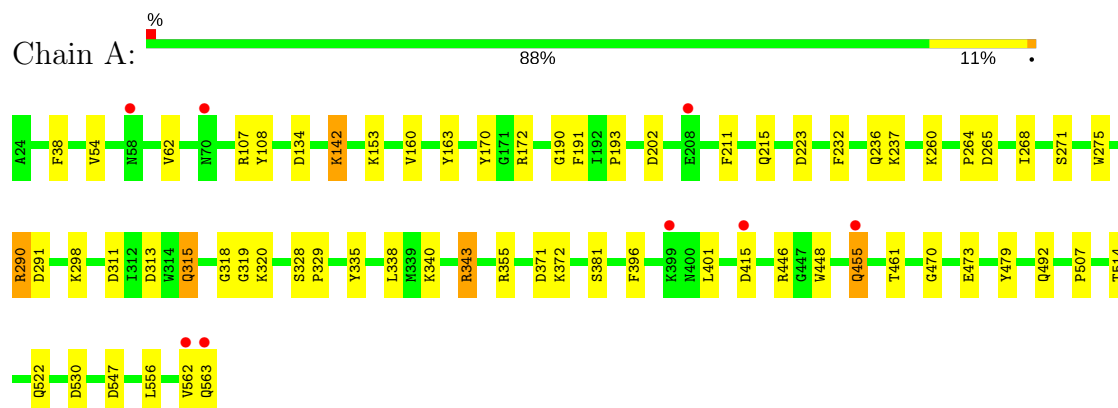 %
Chain A:
88% 11% •
A24 F38 V54 N58 V62 N70 R107 Y108 D134 K142 K153 V160 Y163 Y170 G171 R172 G190 F191 I192 P193 D202 E208 F211 Q215 D223 F232 Q236 K237 K260 P264 D265 I268 S271 W275
R290 D291 K298 D311 I312 D313 W314 Q315 G318 G319 K320 S328 P329 Y335 L338 M339 K340 R343 R355 D371 K372 S381 F396 K399 N400 L401 D415 R446 G447 W448 Q455 T461 G470 E473 Y479 Q492 P507 T514
Q522 D530 D547 L556 V562 Q563